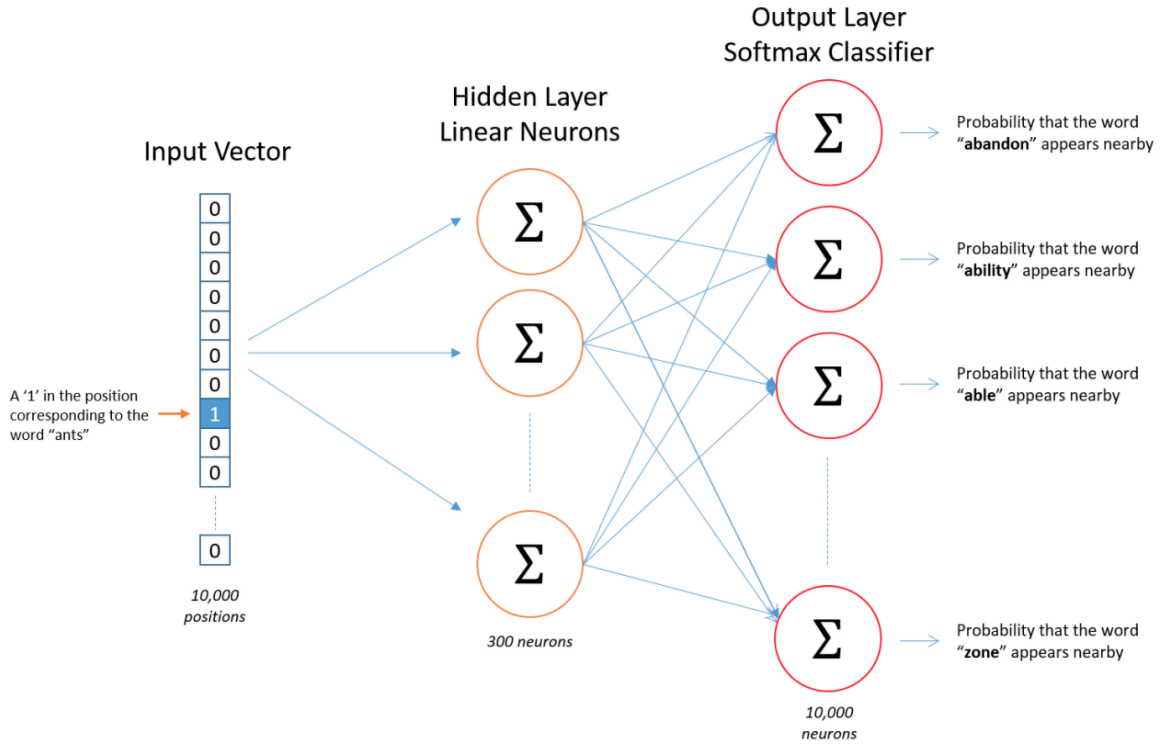 Output Layer
Softmax Classifier
Hidden Layer
Linear Neurons
Input Vector
0
0
0
0
0
0
0
1
0
0
0
A ‘1’ in the position
corresponding to the
word “ants”
10,000
positions
Σ
Σ
Σ
300 neurons
Σ
Σ
Σ
Σ
10,000
neurons
Probability that the word
“abandon” appears nearby
Probability that the word
“ability” appears nearby
Probability that the word
“able” appears nearby
Probability that the word
“zone” appears nearby